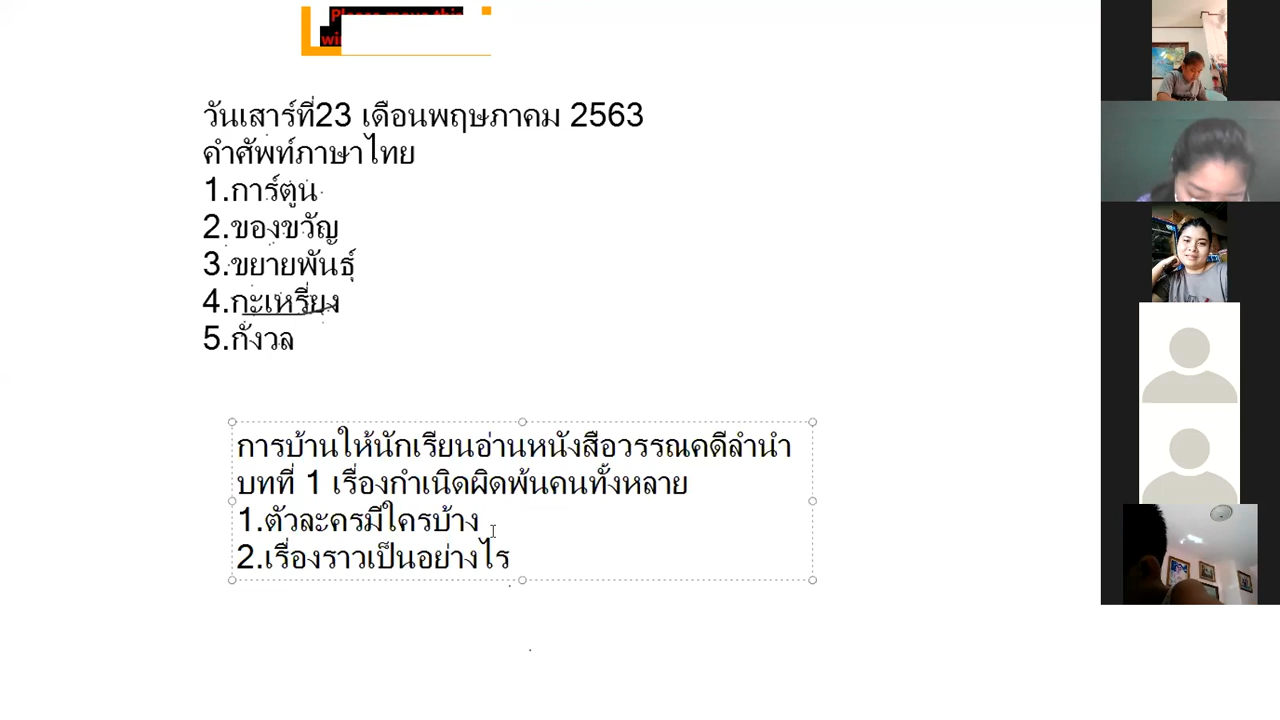 Please move this
วันเสาร์ที่23 เดือนพฤษภาคม 2563
คำศัพท์ภาษาไทย
1.การ์ตูน
2.ของขวัญ
3.ขยายพันธุ์
4.กะเหรี่ยง
5.กังวล
การบ้านให้นักเรียนอ่านหนังสือวรรณคดีลำนำ
บทที่ 1 เรื่องกำเนิดผิดพ้นคนทั้งหลาย
1.ตัวละครมีใครบ้าง
2.เรื่องราวเป็นอย่างไร